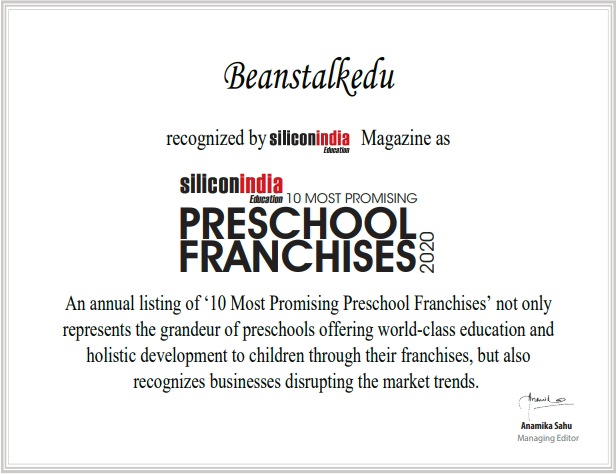 Beanstalkedu
recognized by siliconindia Education Magazine as
siliconindia
Education 10 MOST PROMISING
PRESCHOOL
FRANCHISES 2020
An annual listing of ‘10 Most Promising Preschool Franchises’ not only
represents the grandeur of preschools offering world-class education and
holistic development to children through their franchises, but also
recognizes businesses disrupting the market trends.
Anamika Sahu
Managing Editor